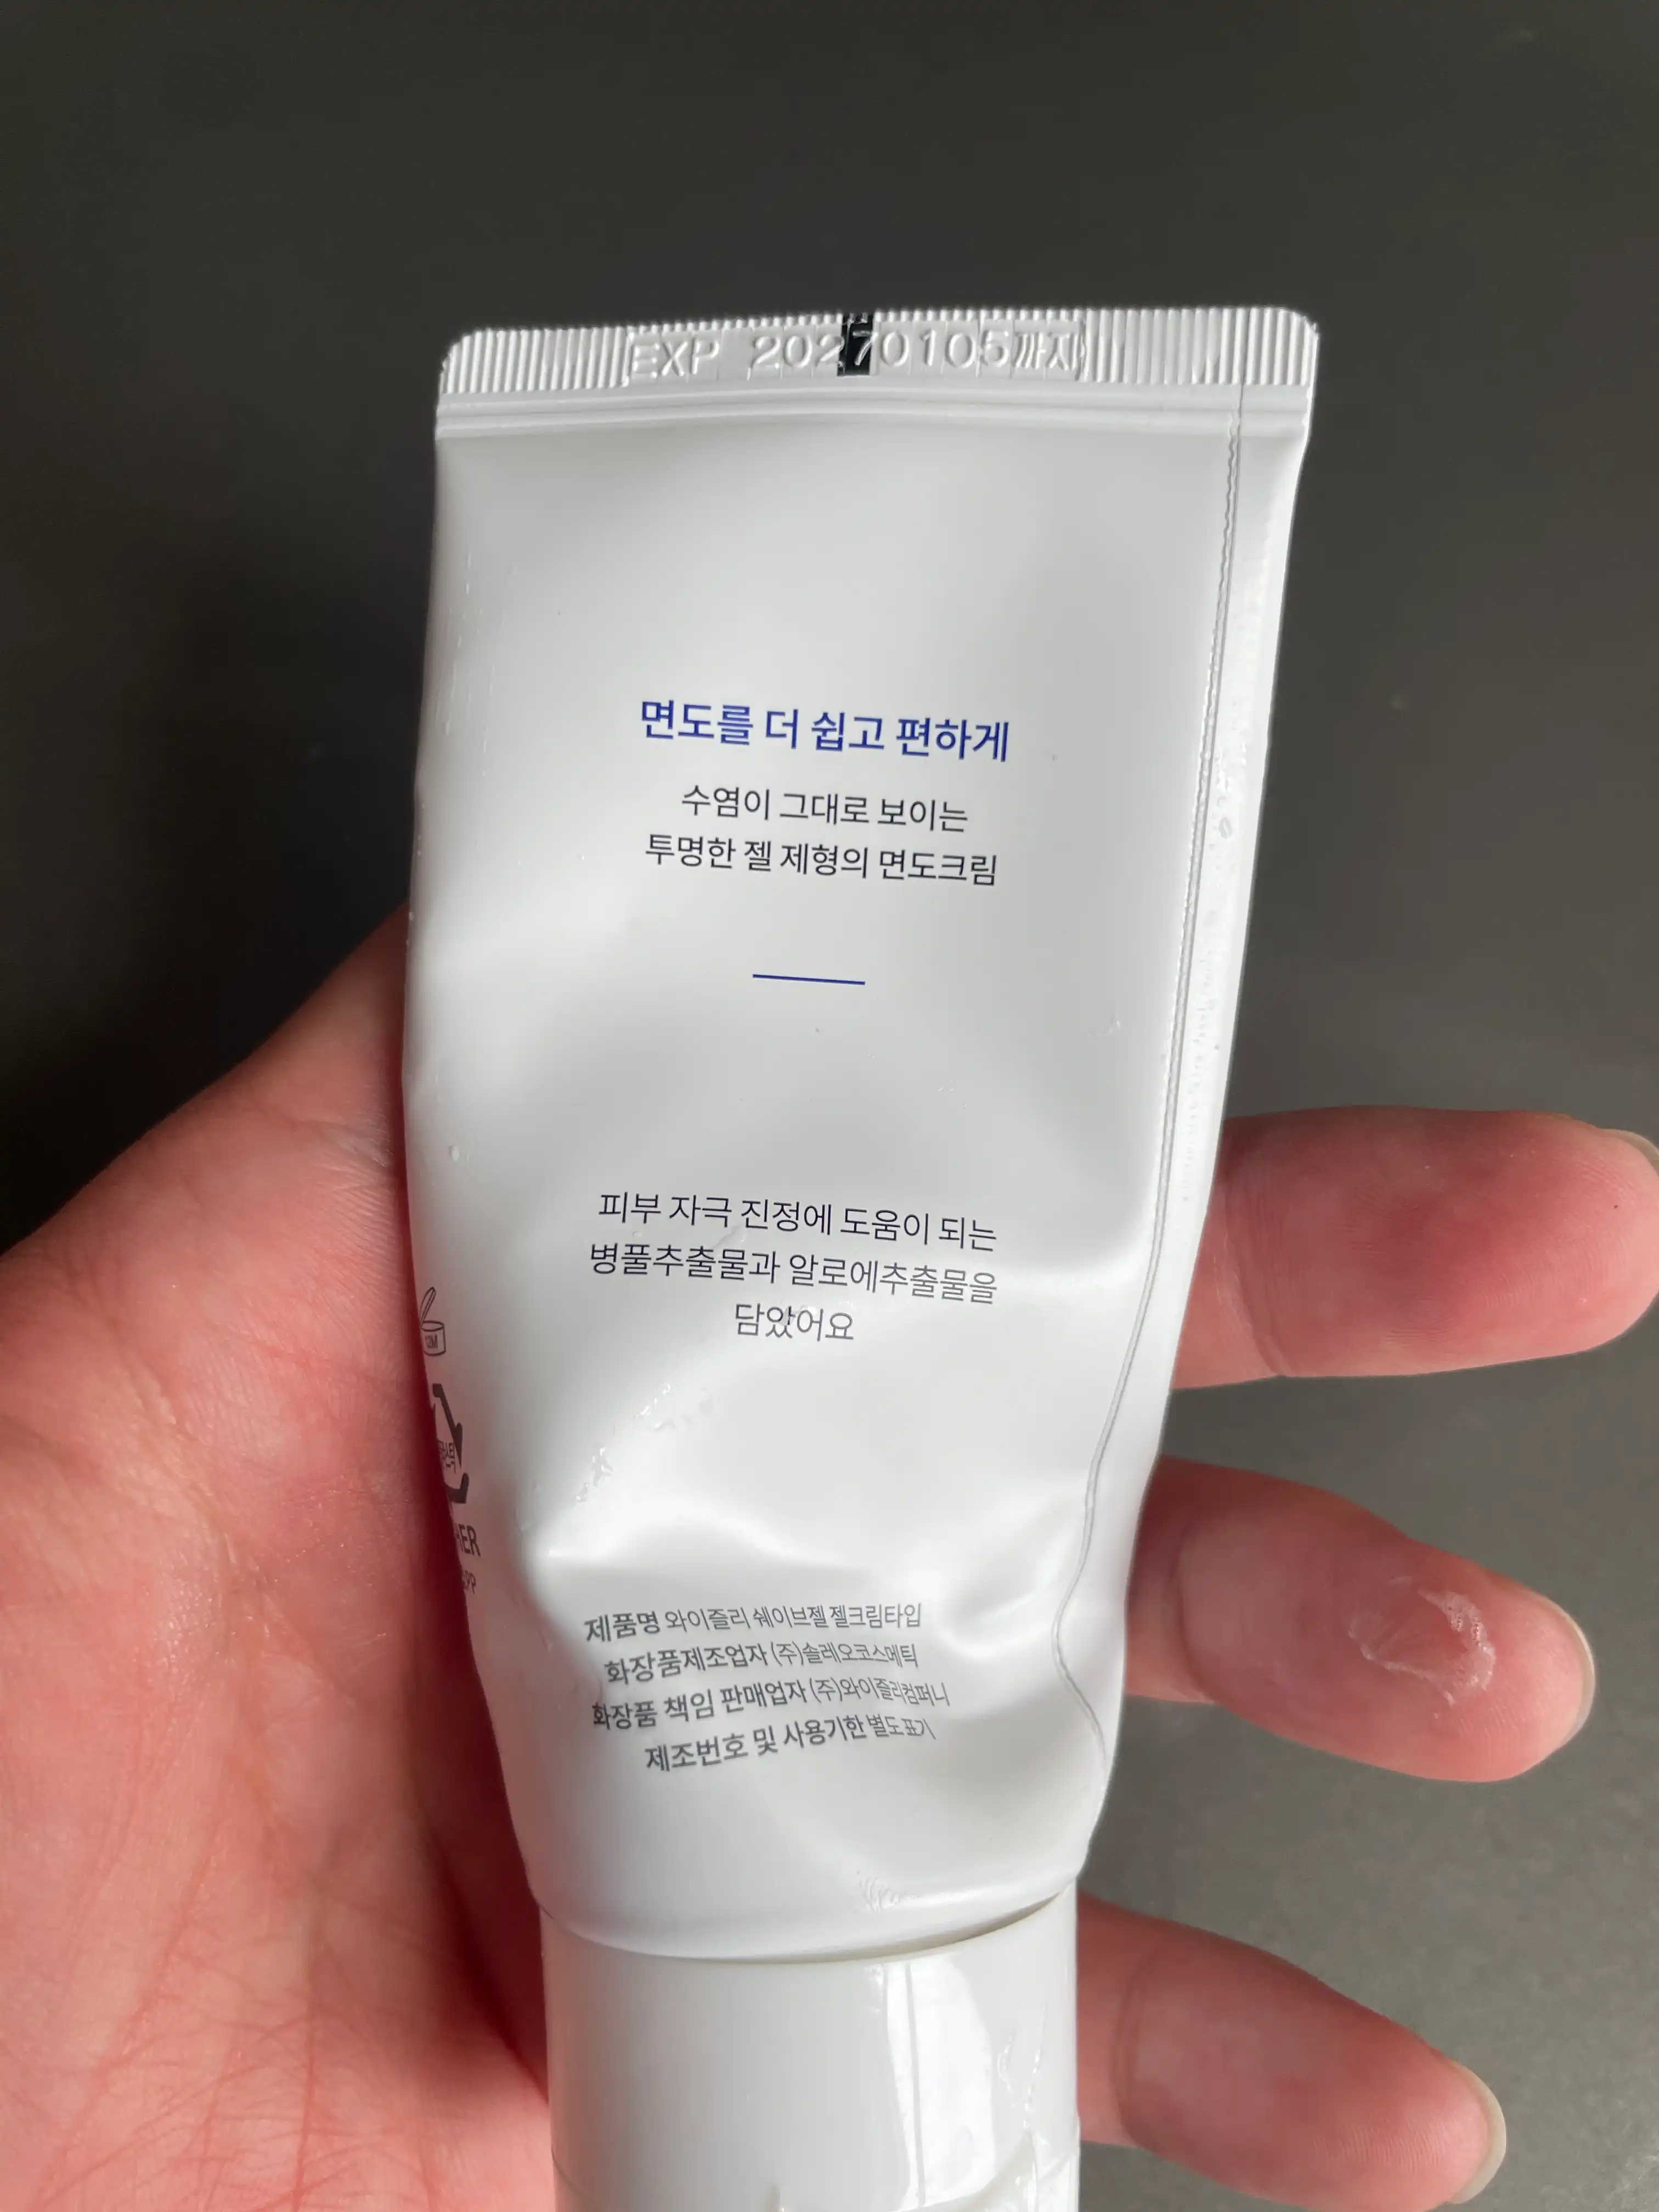 EXP 20270105까지
면도를 더 쉽고 편하게
수염이 그대로 보이는
투명한 젤 제형의 면도크림
피부 자극 진정에 도움이 되는
병풀추출물과 알로에추출물을
담았어요
12M
HER
PP
제품명 와이즐리 쉐이브젤 젤크림타입
화장품제조업자 (주)솔레오코스메틱
화장품 책임 판매업자 (주)와이즐리컴퍼니
제조번호 및 사용기한 별도표기